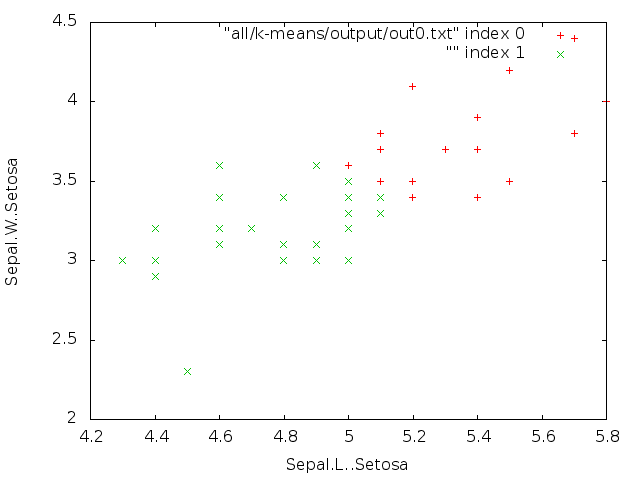 "all/k-means/output/out0.txt" index 0
"" index 1
4.5
4
3.5
3
2.5
2
Sepal.W..Setosa
4.2 4.4 4.6 4.8 5 5.2 5.4 5.6 5.8
Sepal.L..Setosa